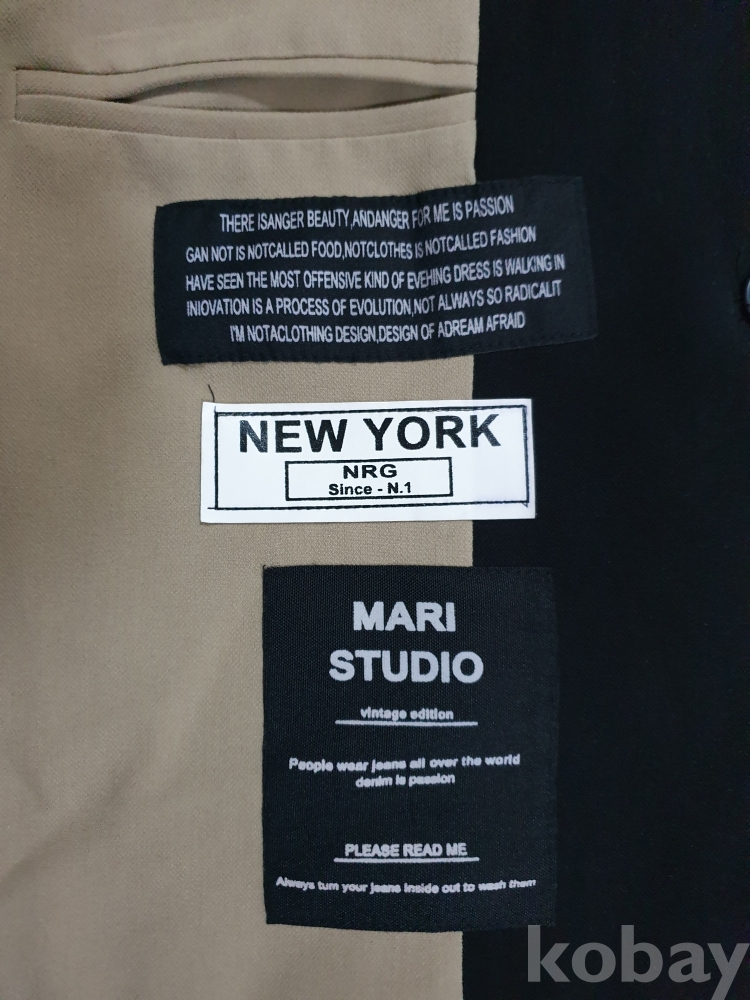 THERE ISANGER BEAUTY,ANDANGER FOR ME IS PASSION
GAN NOT IS NOTCALLED FOOD,NOTCLOTHES IS NOTCALLED FASHION
HAVE SEEN THE MOST OFFENSIVE KIND OF EVEHING DRESS IS WALKING IN
INIOVATION IS A PROCESS OF EVOLUTION,NOT ALWAYS SO RADICALIT
I'M NOTACLOTHING DESIGN,DESIGN OF ADREAM AFRAID
NEW YORK
NRG
Since - N.1
MARI
STUDIO
vintage edition
People wear jeans all over the world
denim is passion
PLEASE READ ME
Always turn your jeans inside out to wash them
kobay